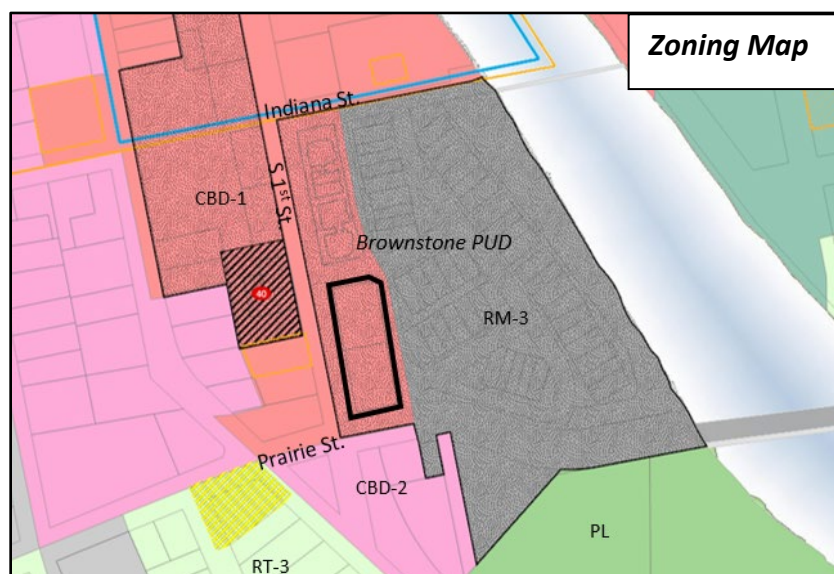 Zoning Map
Indiana St.
S 1st St.
CBD-1
Brownstone PUD
40
RM-3
Prairie St.
CBD-2
PL
RT-3